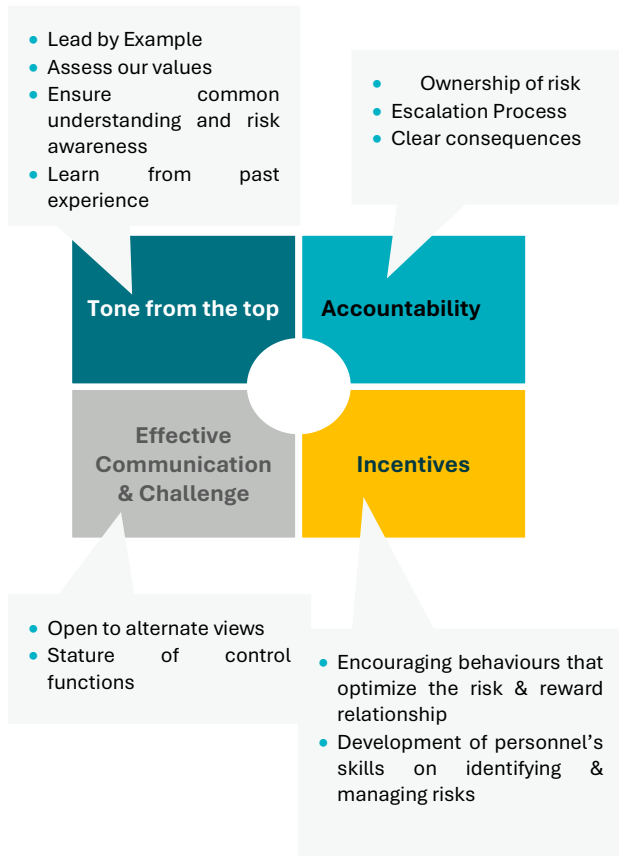 Lead by Example
Assess our values
Ensure common
understanding and risk
awareness
Learn from past
experience
Ownership of risk
Escalation Process
Clear consequences
Tone from the top
Accountability
Effective
Communication
& Challenge
Incentives
Open to alternate views
Stature of control
functions
Encouraging behaviours that
optimize the risk & reward
relationship
Development of personnel’s
skills on identifying &
managing risks